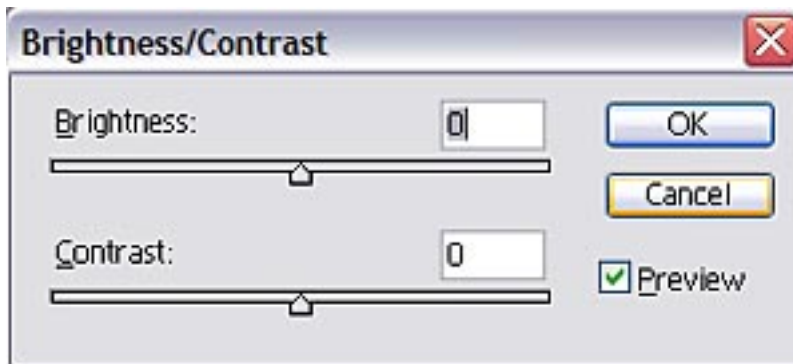 Brightness/Contrast
Brightness: 0
OK
Cancel
Contrast: 0
Preview